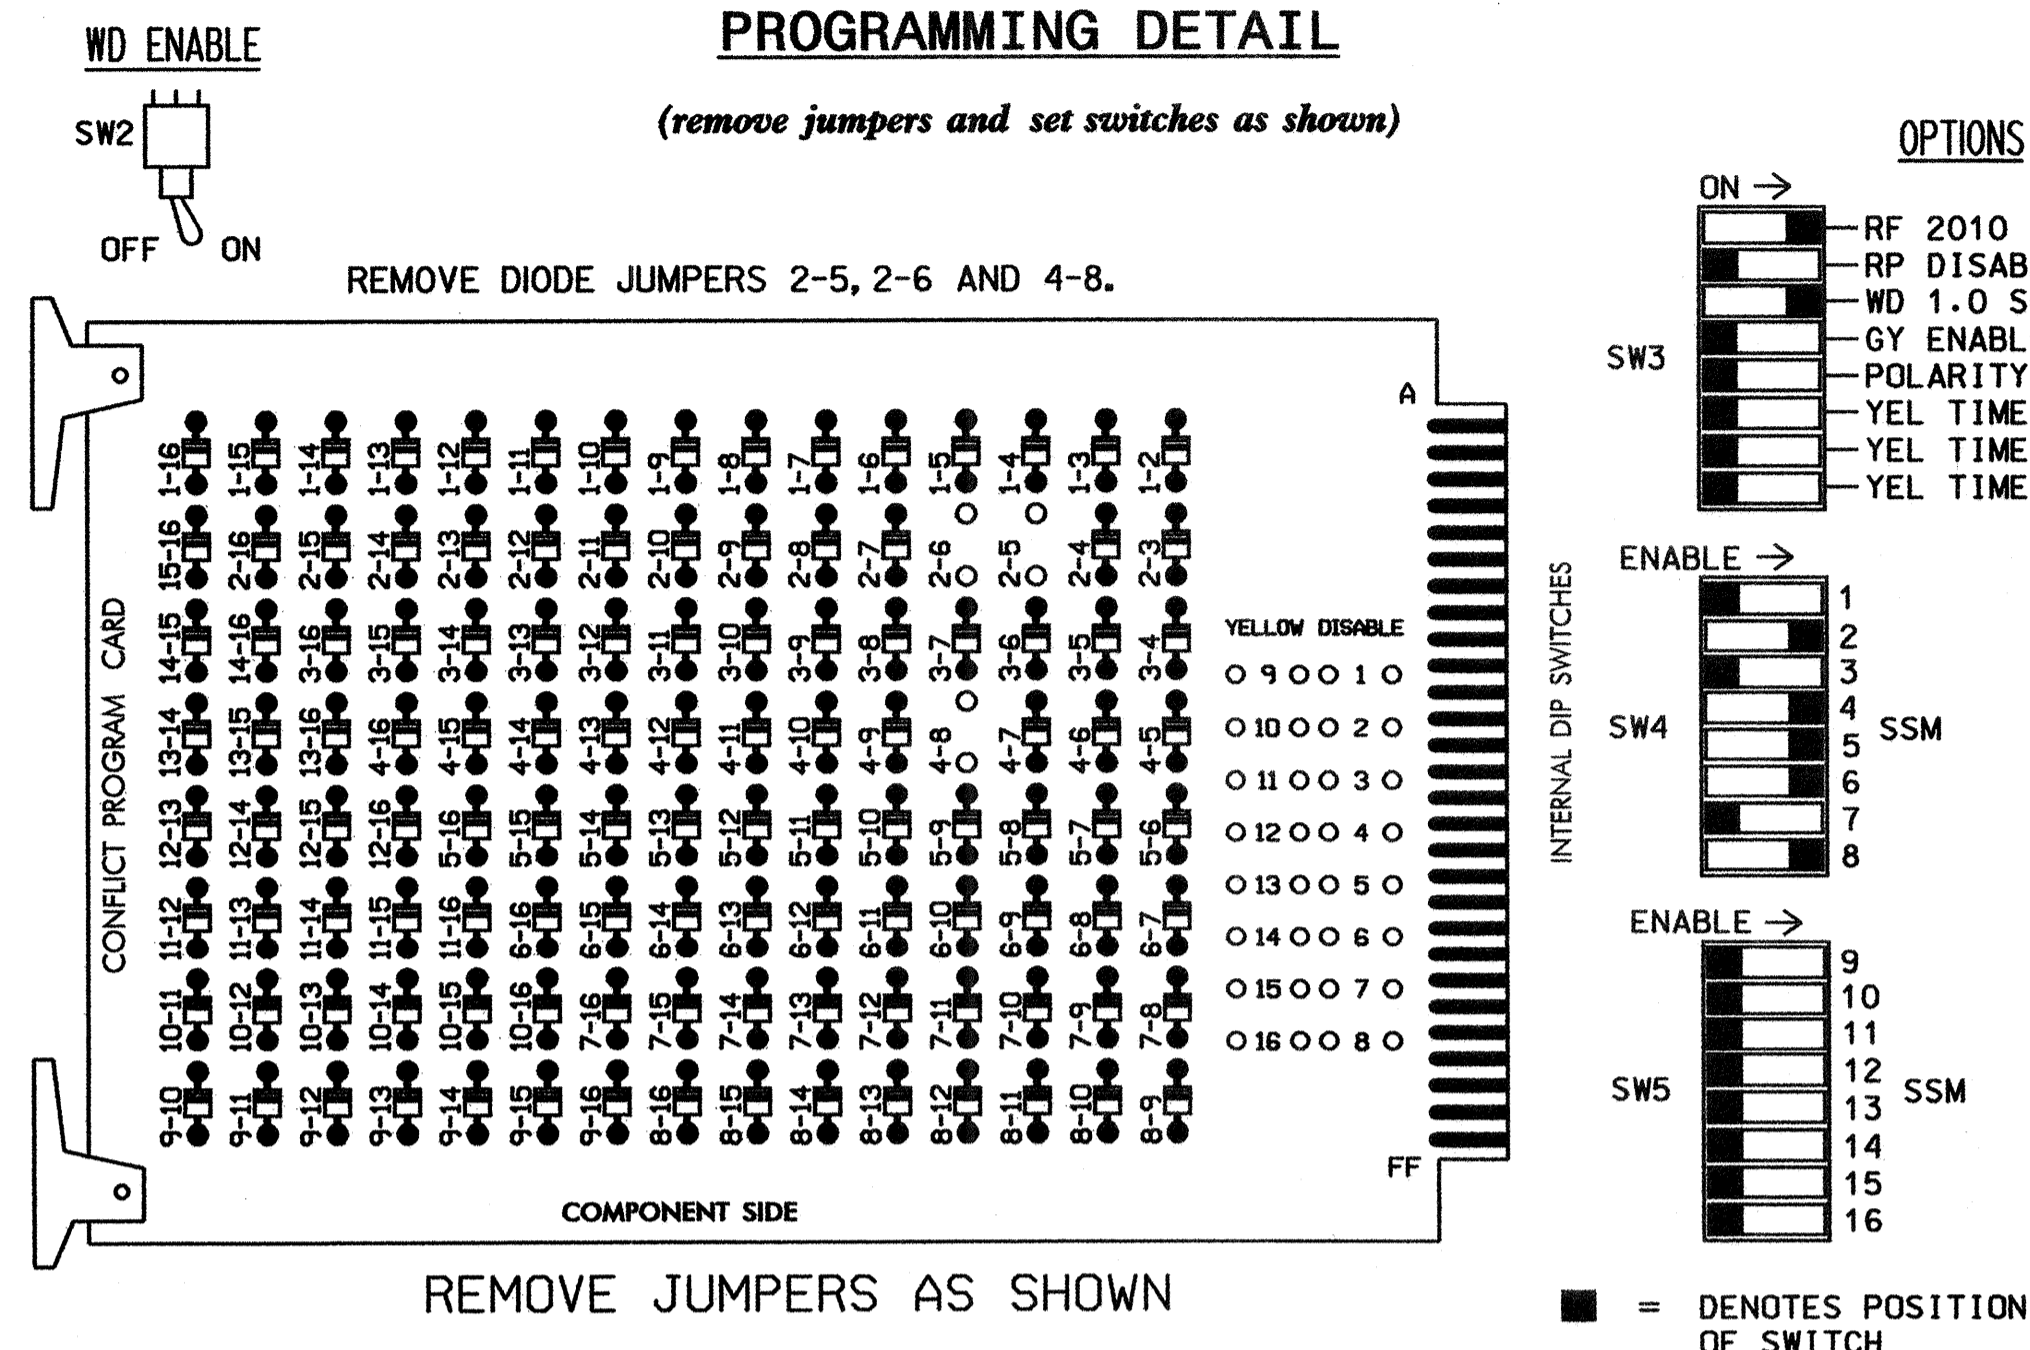 PROGRAMMING DETAIL
WD ENABLE
(remove jumpers and set switches as shown)
SW2
OFF ON
REMOVE DIODE JUMPERS 2-5, 2-6 AND 4-8.
CONFLICT PROGRAM CARD
A
1-16 1-15 1-14 1-13 1-12 1-11 1-10 1-9 1-8 1-7 1-6 1-5 1-4 1-3 1-2
15-16 2-16 2-15 2-14 2-13 2-12 2-11 2-10 2-9 2-8 2-7 2-6 2-5 2-4 2-3
14-15 14-16 3-16 3-15 3-14 3-13 3-12 3-11 3-10 3-9 3-8 3-7 3-6 3-5 3-4
13-14 13-15 13-16 4-16 4-15 4-14 4-13 4-12 4-11 4-10 4-9 4-8 4-7 4-6 4-5
12-13 12-14 12-15 12-16 5-16 5-15 5-14 5-13 5-12 5-11 5-10 5-9 5-8 5-7 5-6
11-12 11-13 11-14 11-15 11-16 6-16 6-15 6-14 6-13 6-12 6-11 6-10 6-9 6-8 6-7
10-11 10-12 10-13 10-14 10-15 10-16 7-16 7-15 7-14 7-13 7-12 7-11 7-10 7-9 7-8
9-10 9-11 9-12 9-13 9-14 9-15 9-16 8-16 8-15 8-14 8-13 8-12 8-11 8-10 8-9
YELLOW DISABLE
9 1
10 2
11 3
12 4
13 5
14 6
15 7
16 8
FF
COMPONENT SIDE
REMOVE JUMPERS AS SHOWN
INTERNAL DIP SWITCHES
OPTIONS
ON →
SW3
RF 2010
RP DISAB
WD 1.0 S
GY ENABL
POLARITY
YEL TIME
YEL TIME
YEL TIME
ENABLE →
SW4
1
2
3
4
5
6
7
8
SSM
ENABLE →
SW5
9
10
11
12
13
14
15
16
SSM
= DENOTES POSITION
OF SWITCH